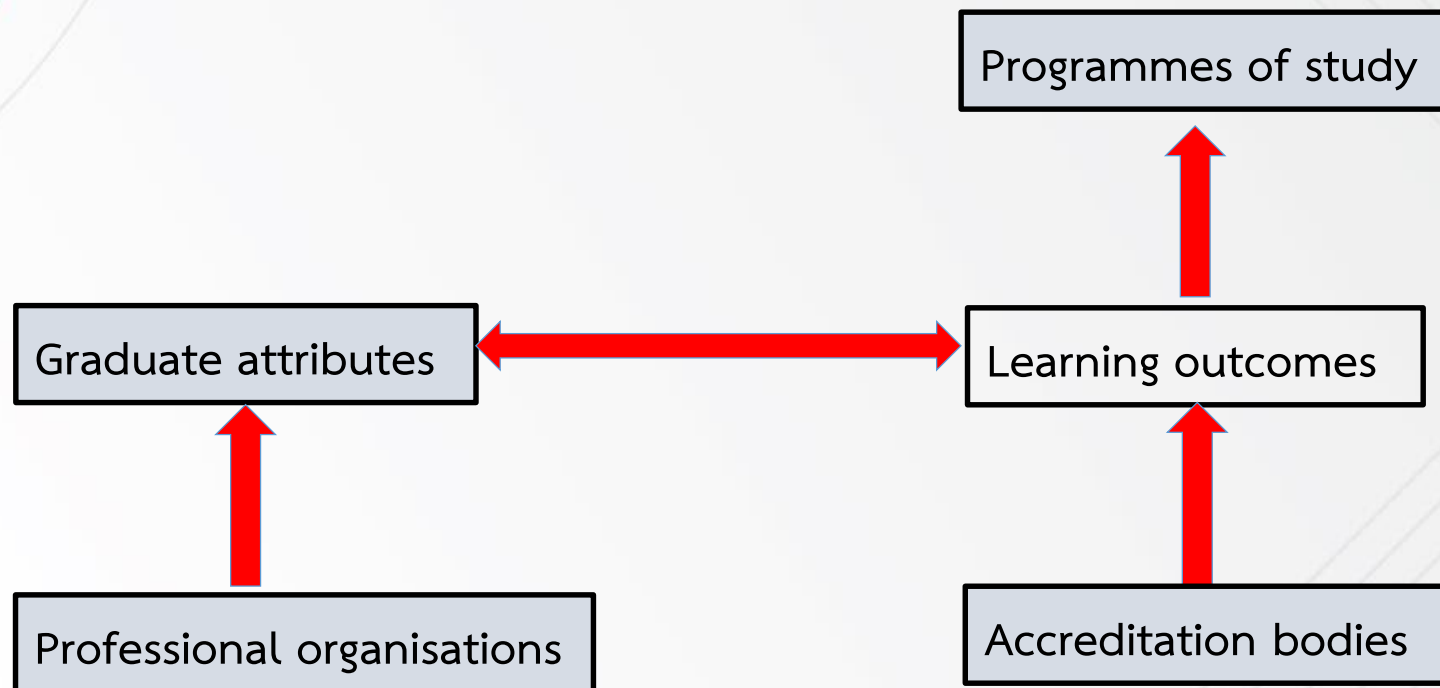 Programmes of study
Graduate attributes
Learning outcomes
Professional organisations
Accreditation bodies